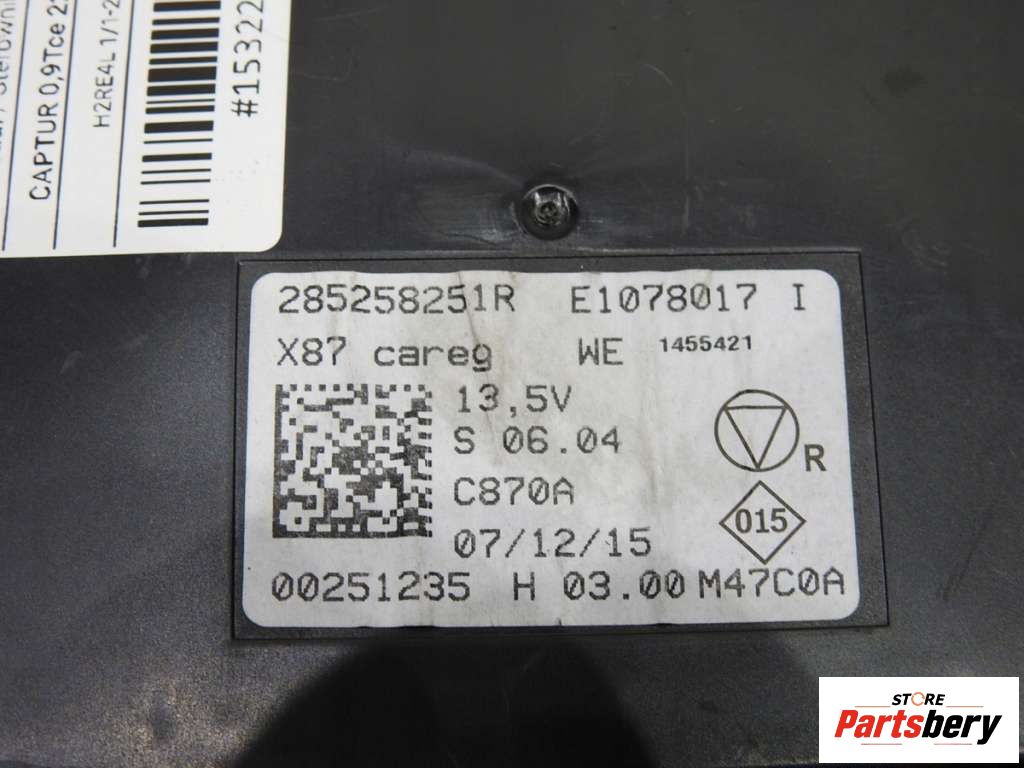 CAPTUR 0,9Tce
H2RE4L 1/1-2
#15322
285258251R E1078017 I
X87 careg WE 1455421
13,5V
S 06.04
C870A
R
015
07/12/15
00251235 H 03.00 M47C0A
STORE
Partsbery